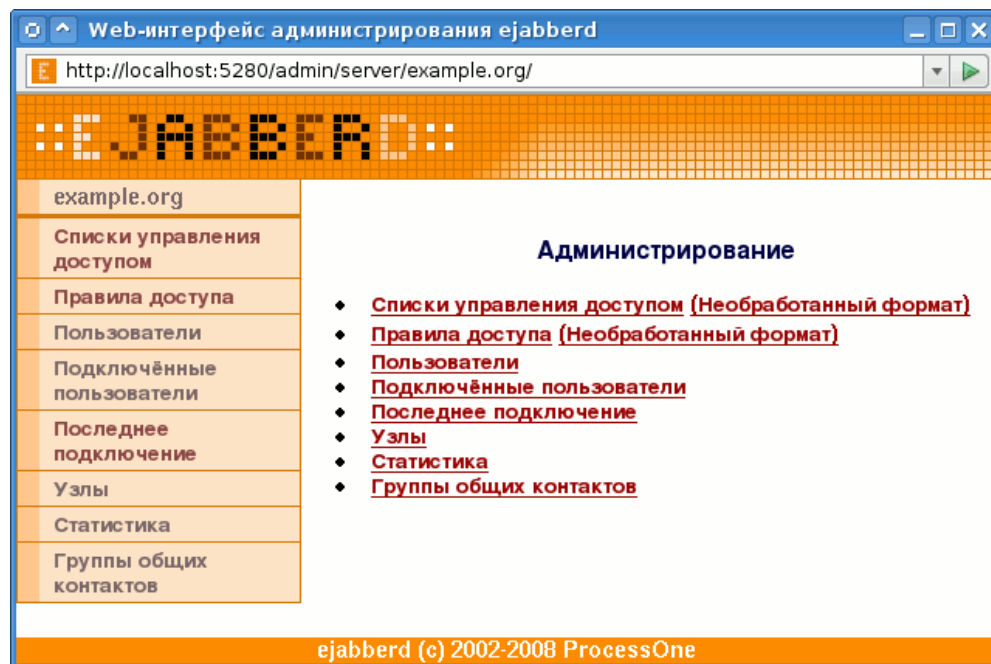 Web-интерфейс администрирования ejabberd
http://localhost:5280/admin/server/example.org/
::EJABBERD::
example.org
Списки управления
доступом
Правила доступа
Пользователи
Подключённые
пользователи
Последнее
подключение
Узлы
Статистика
Группы общих
контактов
Администрирование
Списки управления доступом (Необработанный формат)
Правила доступа (Необработанный формат)
Пользователи
Подключённые пользователи
Последнее подключение
Узлы
Статистика
Группы общих контактов
ejabberd (c) 2002-2008 ProcessOne